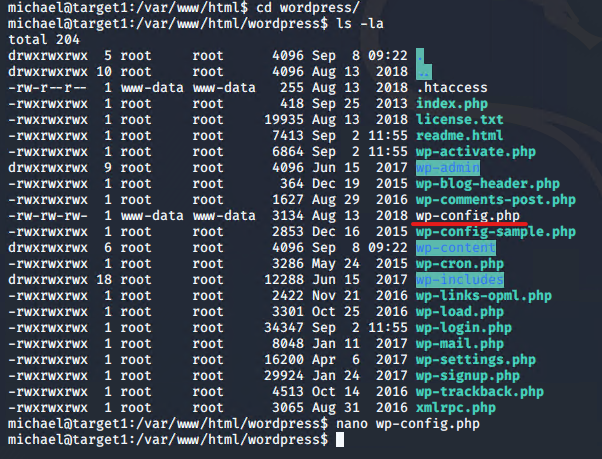 michael@target1:/var/www/html$ cd wordpress/
michael@target1:/var/www/html/wordpress$ ls -la
total 204
drwxrwxrwx  5 root     root      4096 Sep  8 09:22 .
drwxrwxrwx 10 root     root      4096 Aug 13  2018 ..
-rw-r--r--  1 www-data www-data   255 Aug 13  2018 .htaccess
-rwxrwxrwx  1 root     root       418 Sep 25  2013 index.php
-rwxrwxrwx  1 root     root     19935 Aug 13  2018 license.txt
-rwxrwxrwx  1 root     root      7413 Sep  2 11:55 readme.html
-rwxrwxrwx  1 root     root      6864 Sep  2 11:55 wp-activate.php
drwxrwxrwx  9 root     root      4096 Jun 15  2017 wp-admin
-rwxrwxrwx  1 root     root       364 Dec 19  2015 wp-blog-header.php
-rwxrwxrwx  1 root     root      1627 Aug 29  2016 wp-comments-post.php
-rw-rw-rw-  1 www-data www-data  3134 Aug 13  2018 wp-config.php
-rwxrwxrwx  1 root     root      2853 Dec 16  2015 wp-config-sample.php
drwxrwxrwx  6 root     root      4096 Sep  8 09:22 wp-content
-rwxrwxrwx  1 root     root      3286 May 24  2015 wp-cron.php
drwxrwxrwx 18 root     root     12288 Jun 15  2017 wp-includes
-rwxrwxrwx  1 root     root      2422 Nov 21  2016 wp-links-opml.php
-rwxrwxrwx  1 root     root      3301 Oct 25  2016 wp-load.php
-rwxrwxrwx  1 root     root     34347 Sep  2 11:55 wp-login.php
-rwxrwxrwx  1 root     root      8048 Jan 11  2017 wp-mail.php
-rwxrwxrwx  1 root     root     16200 Apr  6  2017 wp-settings.php
-rwxrwxrwx  1 root     root     29924 Jan 24  2017 wp-signup.php
-rwxrwxrwx  1 root     root      4513 Oct 14  2016 wp-trackback.php
-rwxrwxrwx  1 root     root      3065 Aug 31  2016 xmlrpc.php
michael@target1:/var/www/html/wordpress$ nano wp-config.php
michael@target1:/var/www/html/wordpress$